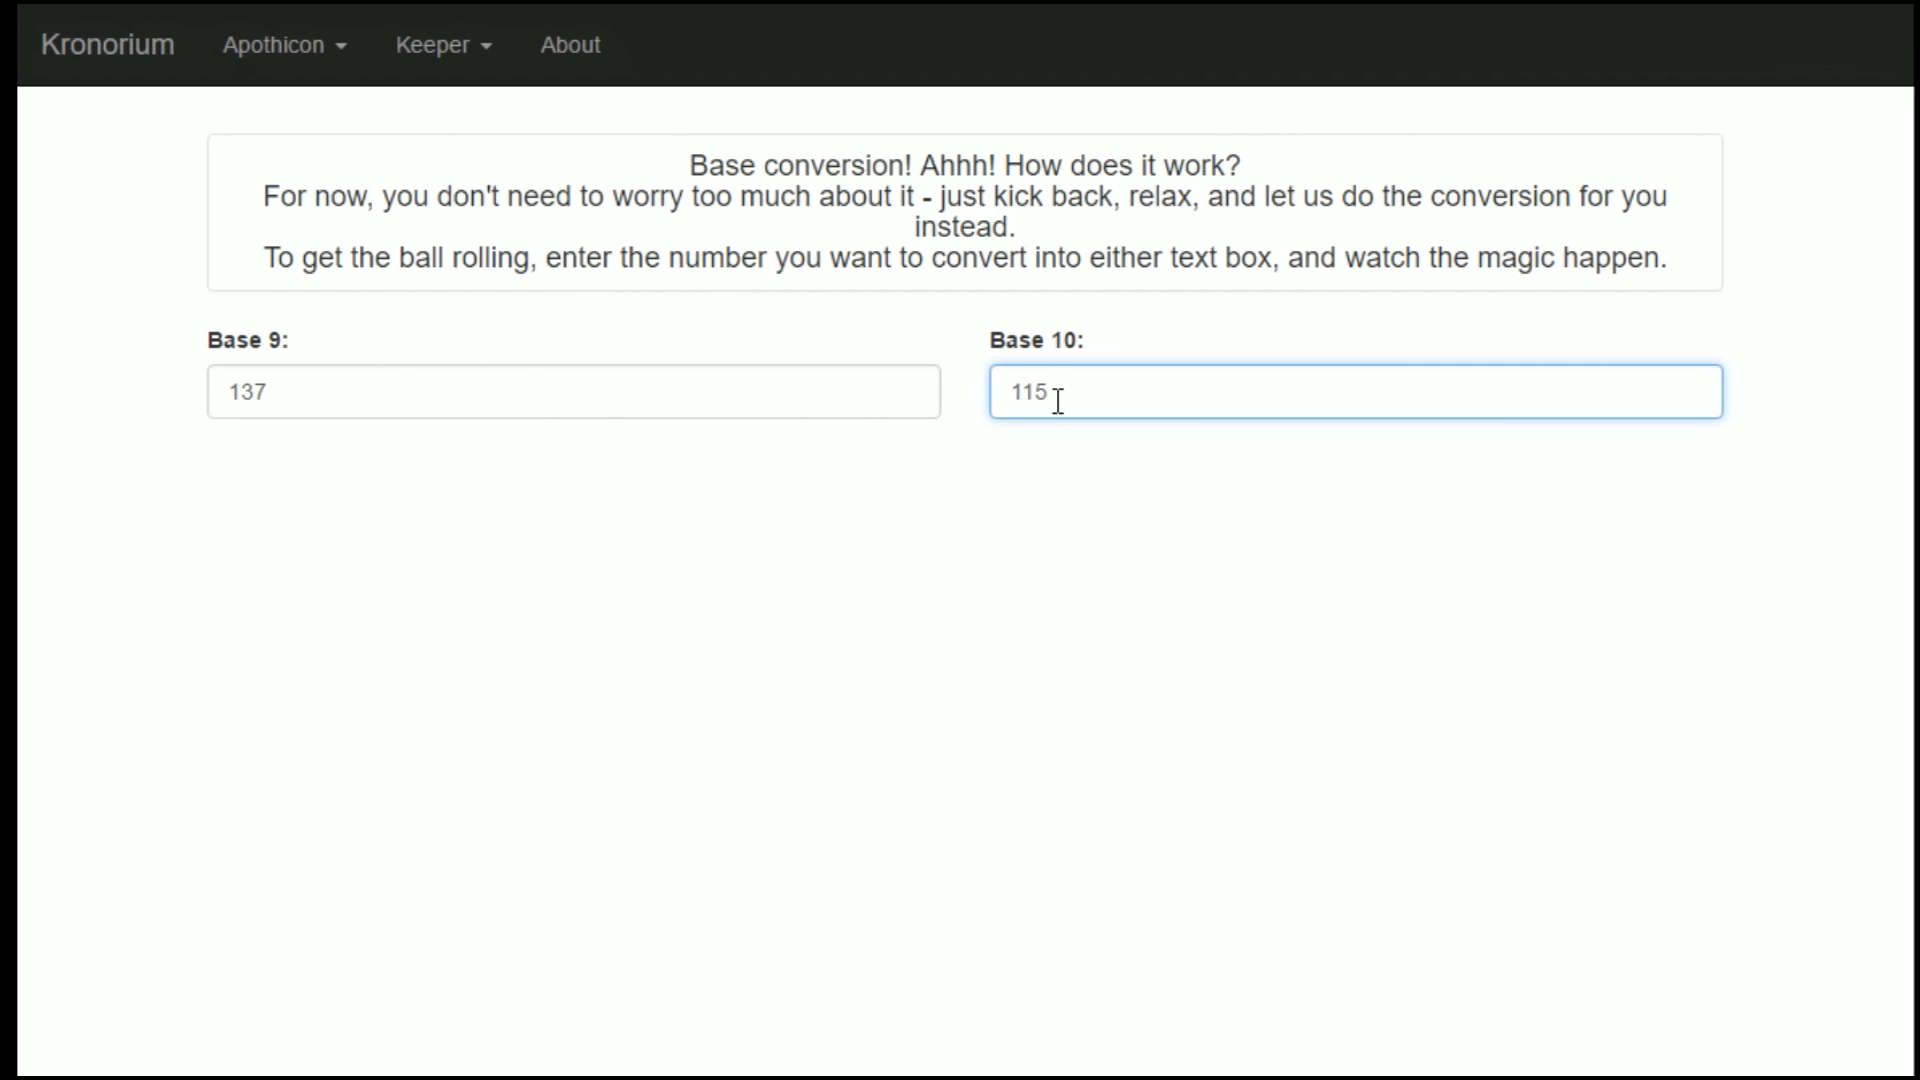 Kronorium Apothicon Keeper About
Base conversion! Ahhh! How does it work?
For now, you don't need to worry too much about it - just kick back, relax, and let us do the conversion for you
instead.
To get the ball rolling, enter the number you want to convert into either text box, and watch the magic happen.
Base 9: Base 10:
137 115